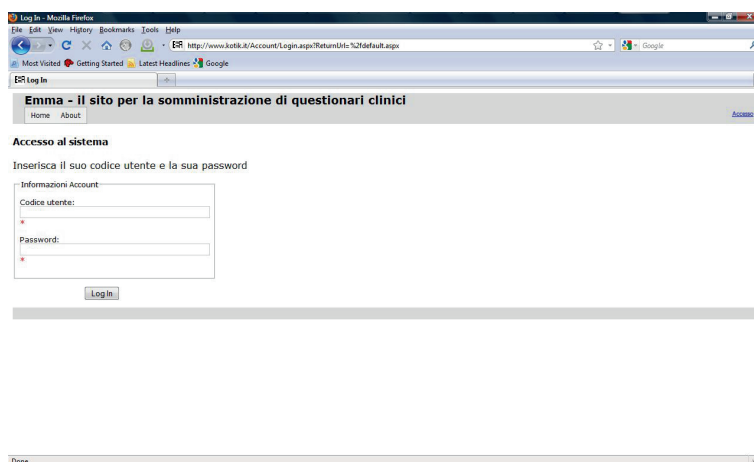 Log In - Mozilla Firefox
File Edit View History Bookmarks Tools Help
http://www.kotik.it/Account/Login.aspx?ReturnUrl=%2fdefault.aspx
Google
Most Visited Getting Started Latest Headlines Google
Log In
Emma - il sito per la somministrazione di questionari clinici
Home About
Accesso
Accesso al sistema
Inserisca il suo codice utente e la sua password
Informazioni Account
Codice utente:
*
Password:
*
Log In
Done